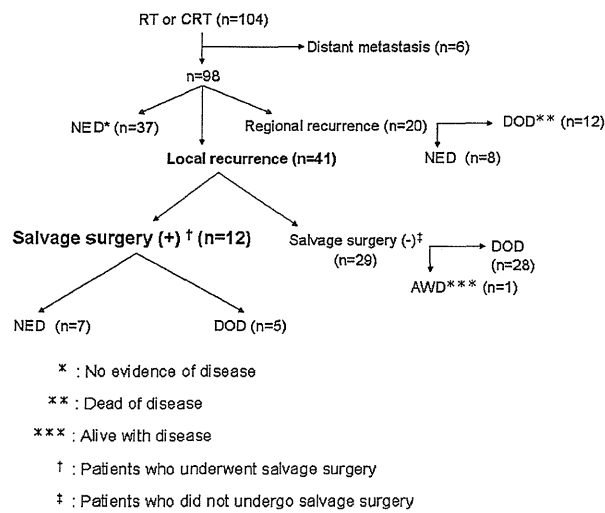 RT or CRT (n=104)
Distant metastasis (n=6)
n=98
NED* (n=37)
Regional recurrence (n=20)
DOD** (n=12)
NED (n=8)
Local recurrence (n=41)
Salvage surgery (+) † (n=12)
Salvage surgery (-)‡
(n=29)
DOD
(n=28)
AWD*** (n=1)
NED (n=7)
DOD (n=5)
* : No evidence of disease
** : Dead of disease
*** : Alive with disease
† : Patients who underwent salvage surgery
‡ : Patients who did not undergo salvage surgery